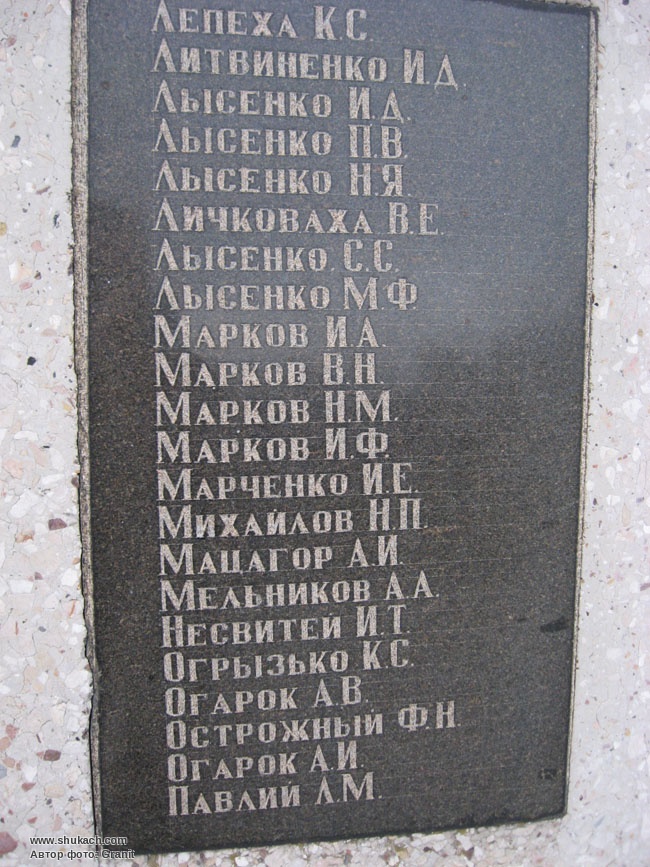 Лепеха К.С.
Литвиненко И.Д.
Лысенко И.Д.
Лысенко П.В.
Лысенко Н.Я.
Личковаха В.Е.
Лысенко С.С.
Лысенко М.Ф.
Марков И.А.
Марков В.Н.
Марков Н.М.
Марков И.Ф.
Марченко И.Е.
Михайлов Н.П.
Мацагор А.И.
Мельников А.А.
Несвитей И.Т.
Огрызько К.С.
Огарок А.В.
Острожный Ф.Н.
Огарок А.И.
Павлий Л.М.
www.shukach.com
Автор фото: Granit